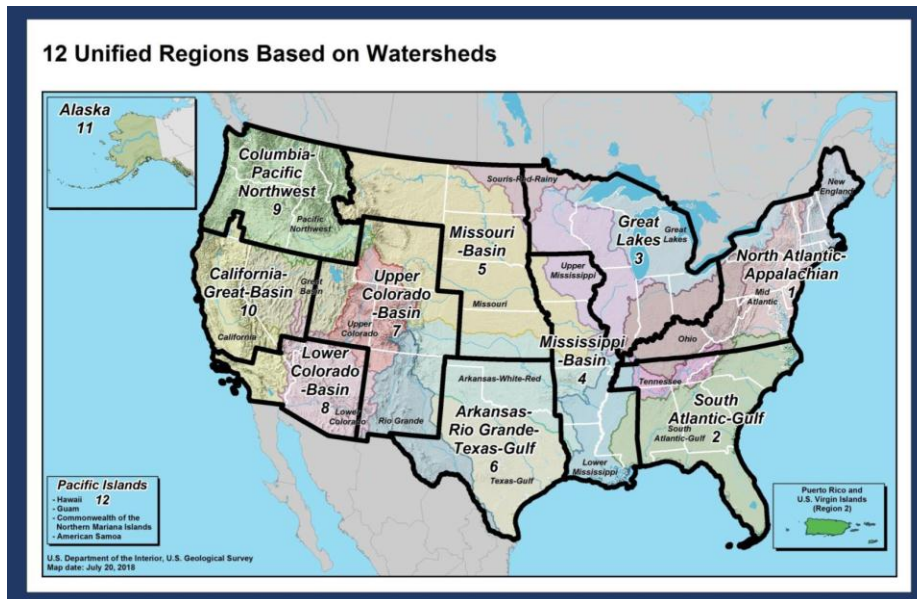 12 Unified Regions Based on Watersheds
Alaska
11
Columbia-
Pacific
Northwest
9
Pacific
Northwest
Souris-Red-Rainy
New
England
Missouri
-Basin
5
Great
Lakes
3
Great
Lakes
North Atlantic-
Appalachian
1
Mid
Atlantic
California-
Great-Basin
10
Great
Basin
California
Upper
Colorado
-Basin
7
Upper
Colorado
Missouri
Upper
Mississippi
Ohio
Mississippi
-Basin
4
Lower
Colorado
-Basin
8
Lower
Colorado
Rio Grande
Arkansas-White-Red
Arkansas-
Rio Grande-
Texas-Gulf
6
Texas-Gulf
Tennessee
South
Atlantic-Gulf
2
South
Atlantic-Gulf
Lower
Mississippi
Pacific Islands
12
- Hawaii
- Guam
- Commonwealth of the
Northern Mariana Islands
- American Samoa
Puerto Rico and
U.S. Virgin Islands
(Region 2)
U.S. Department of the Interior, U.S. Geological Survey
Map date: July 20, 2018